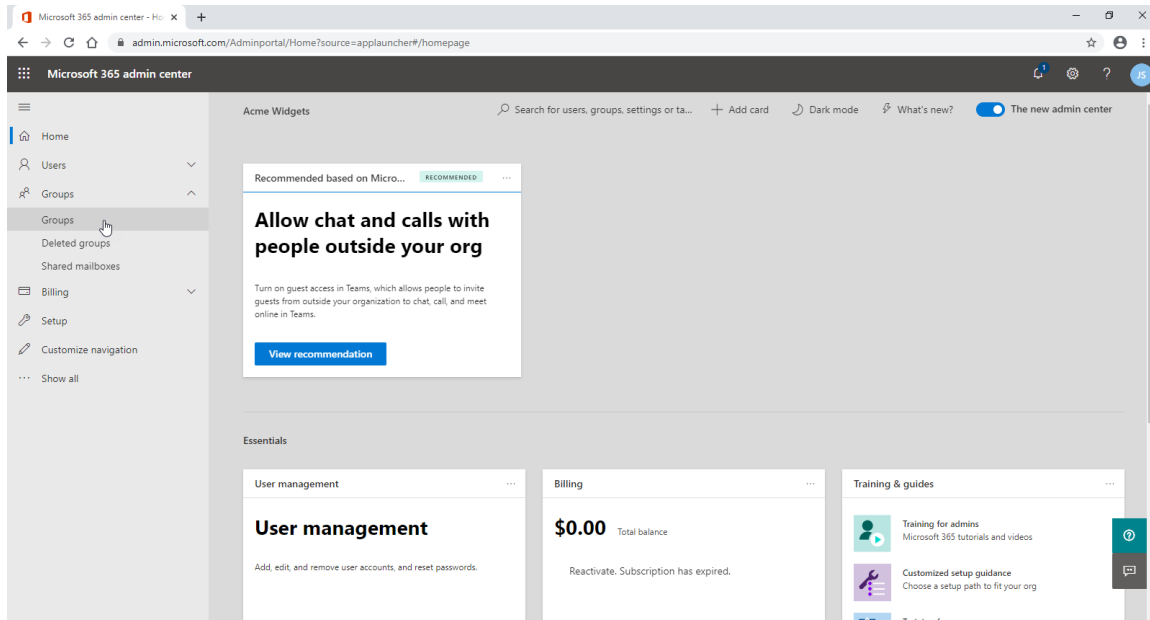 Microsoft 365 admin center - Ho
admin.microsoft.com/Adminportal/Home?source=applauncher#/homepage
Microsoft 365 admin center
1
JS
Acme Widgets
Search for users, groups, settings or ta...
Add card
Dark mode
What's new?
The new admin center
Home
Users
Groups
Groups
Deleted groups
Shared mailboxes
Billing
Setup
Customize navigation
Show all
Recommended based on Micro...
RECOMMENDED
Allow chat and calls with
people outside your org
Turn on guest access in Teams, which allows people to invite
guests from outside your organization to chat, call, and meet
online in Teams.
View recommendation
Essentials
User management
User management
Add, edit, and remove user accounts, and reset passwords.
Billing
$0.00 Total balance
Reactivate. Subscription has expired.
Training & guides
Training for admins
Microsoft 365 tutorials and videos
Customized setup guidance
Choose a setup path to fit your org